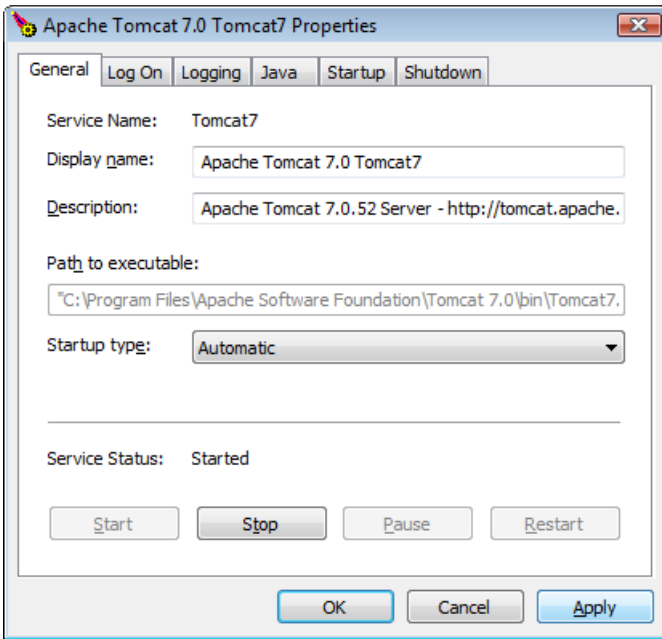 Apache Tomcat 7.0 Tomcat7 Properties
General Log On Logging Java Startup Shutdown
Service Name: Tomcat7
Display name: Apache Tomcat 7.0 Tomcat7
Description: Apache Tomcat 7.0.52 Server - http://tomcat.apache.
Path to executable:
"C:\Program Files\Apache Software Foundation\Tomcat 7.0\bin\Tomcat7.
Startup type: Automatic
Service Status: Started
Start Stop Pause Restart
OK Cancel Apply